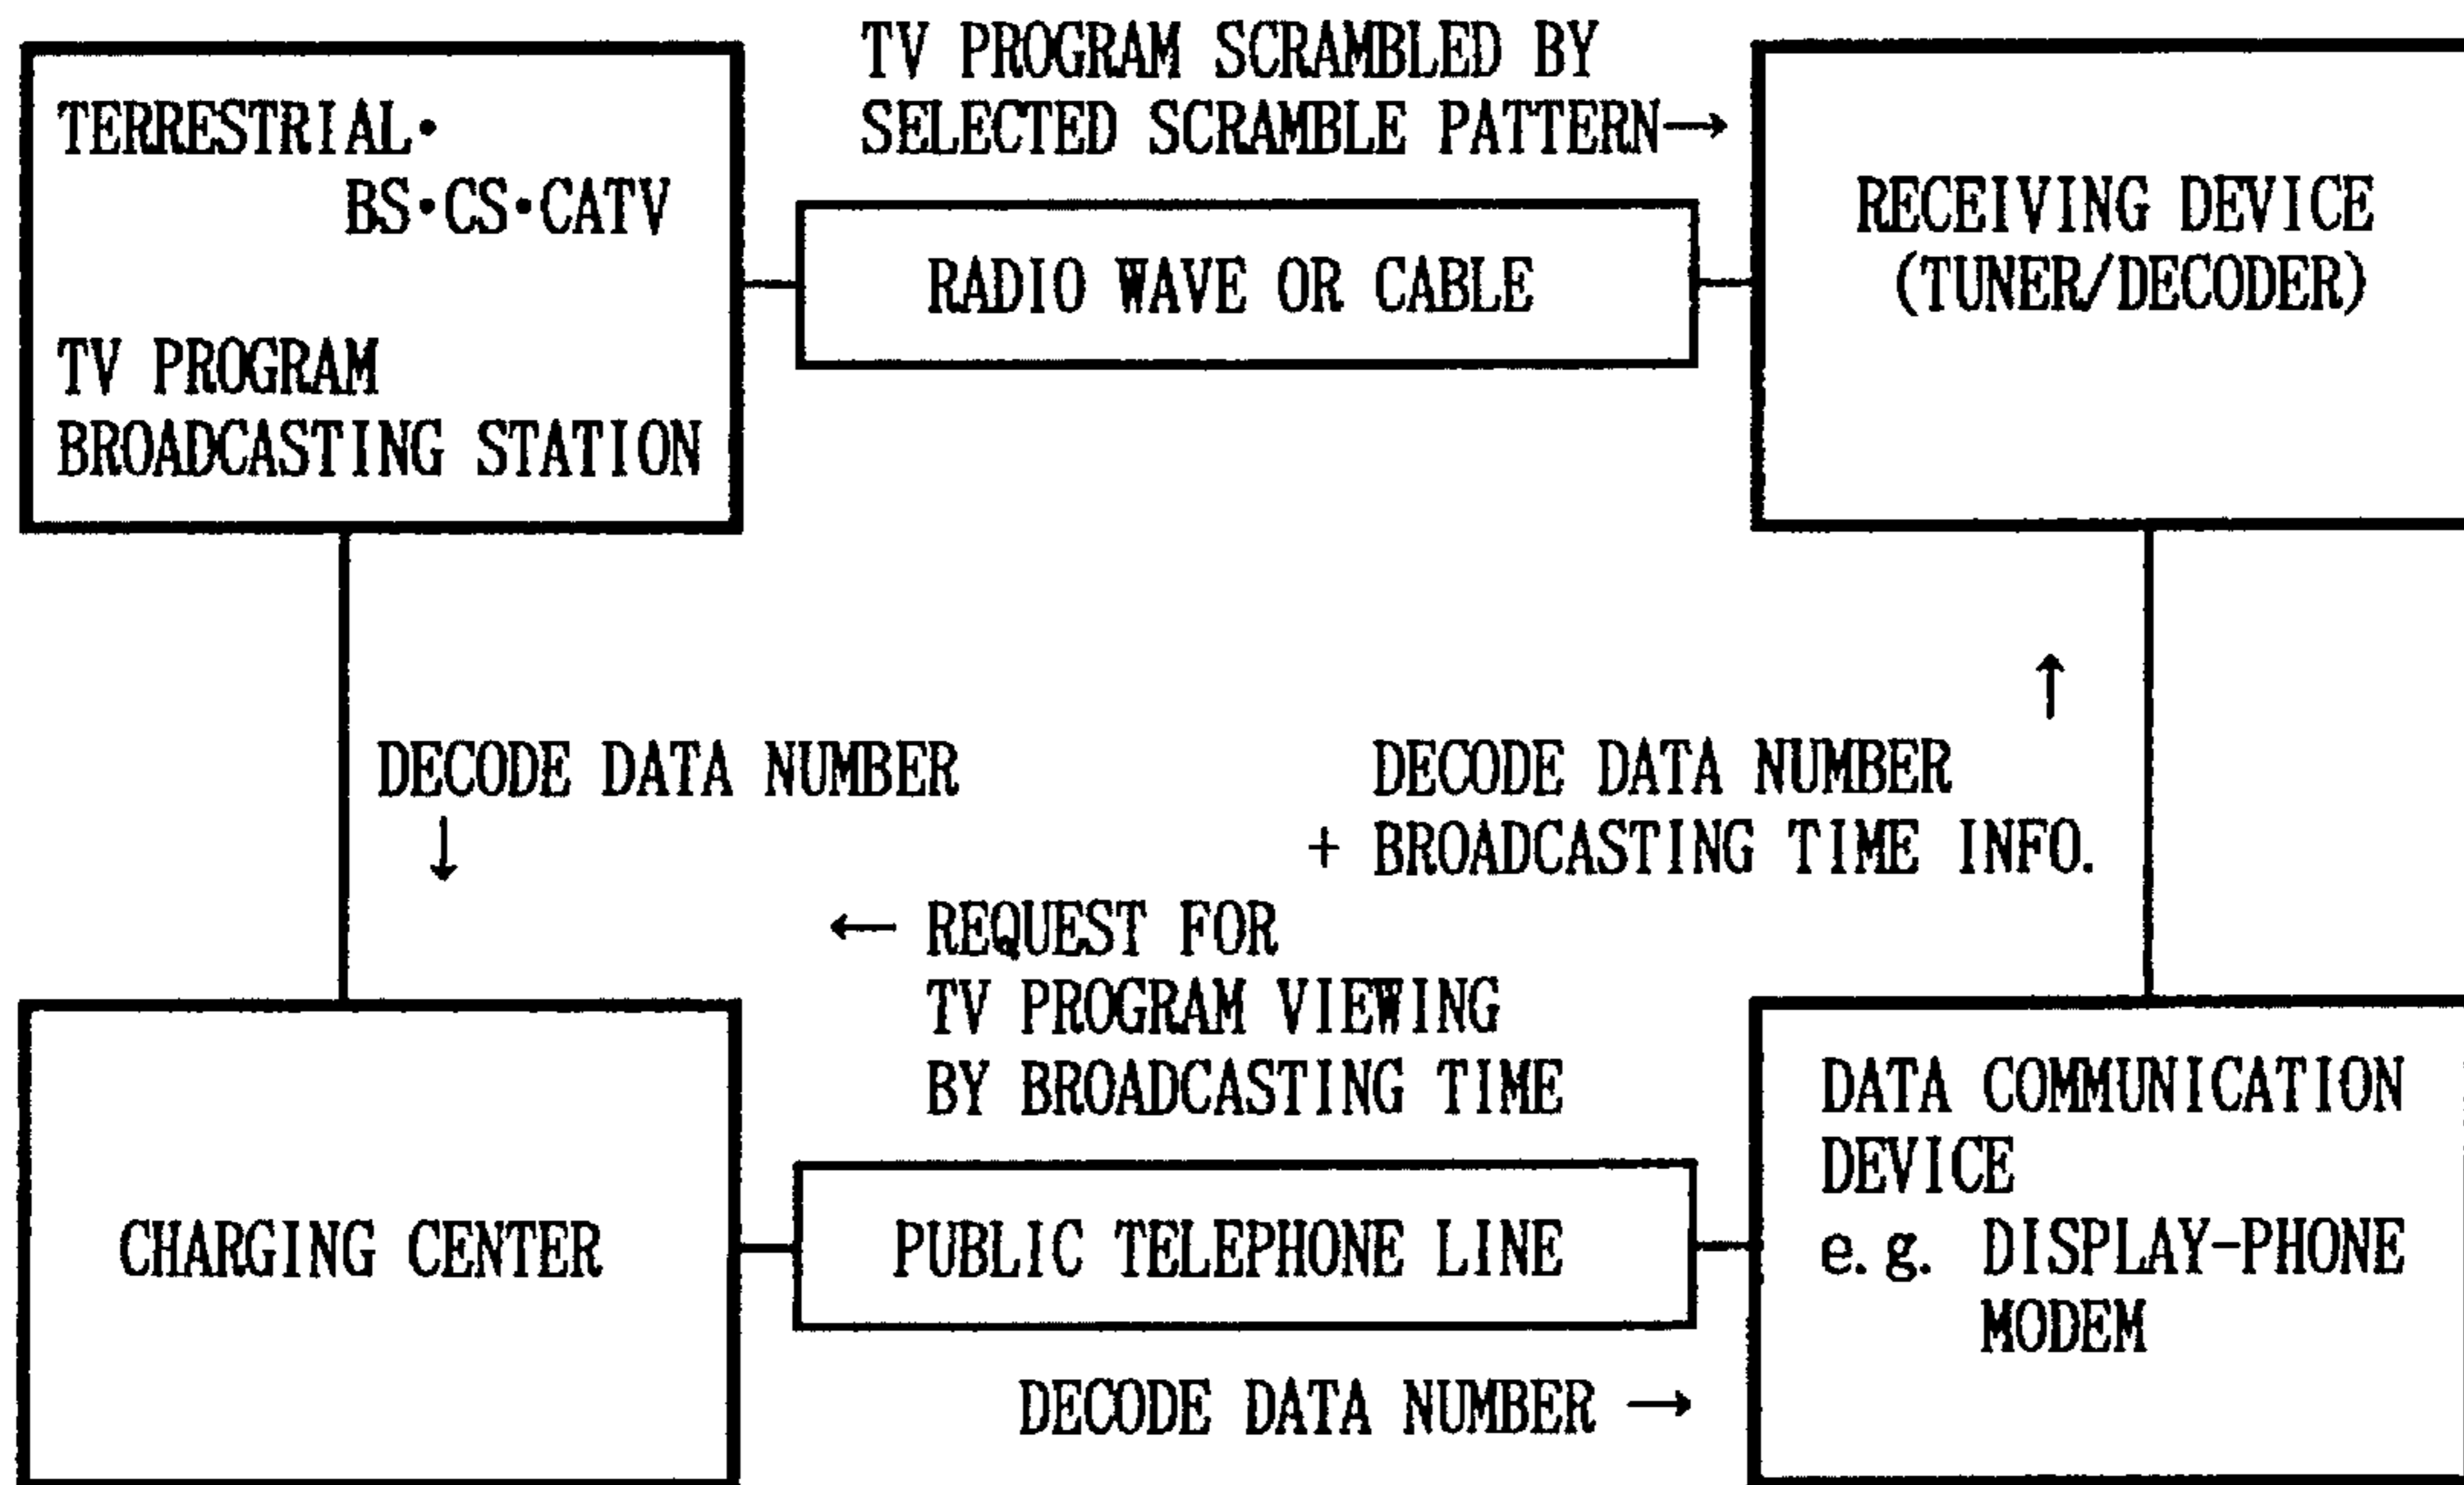 TERRESTRIAL•
BS•CS•CATV
TV PROGRAM
BROADCASTING STATION
TV PROGRAM SCRAMBLED BY
SELECTED SCRAMBLE PATTERN→
RADIO WAVE OR CABLE
RECEIVING DEVICE
(TUNER/DECODER)
DECODE DATA NUMBER
↓
↑
DECODE DATA NUMBER
+ BROADCASTING TIME INFO.
← REQUEST FOR
TV PROGRAM VIEWING
BY BROADCASTING TIME
CHARGING CENTER
PUBLIC TELEPHONE LINE
DECODE DATA NUMBER →
DATA COMMUNICATION
DEVICE
e.g. DISPLAY-PHONE
MODEM